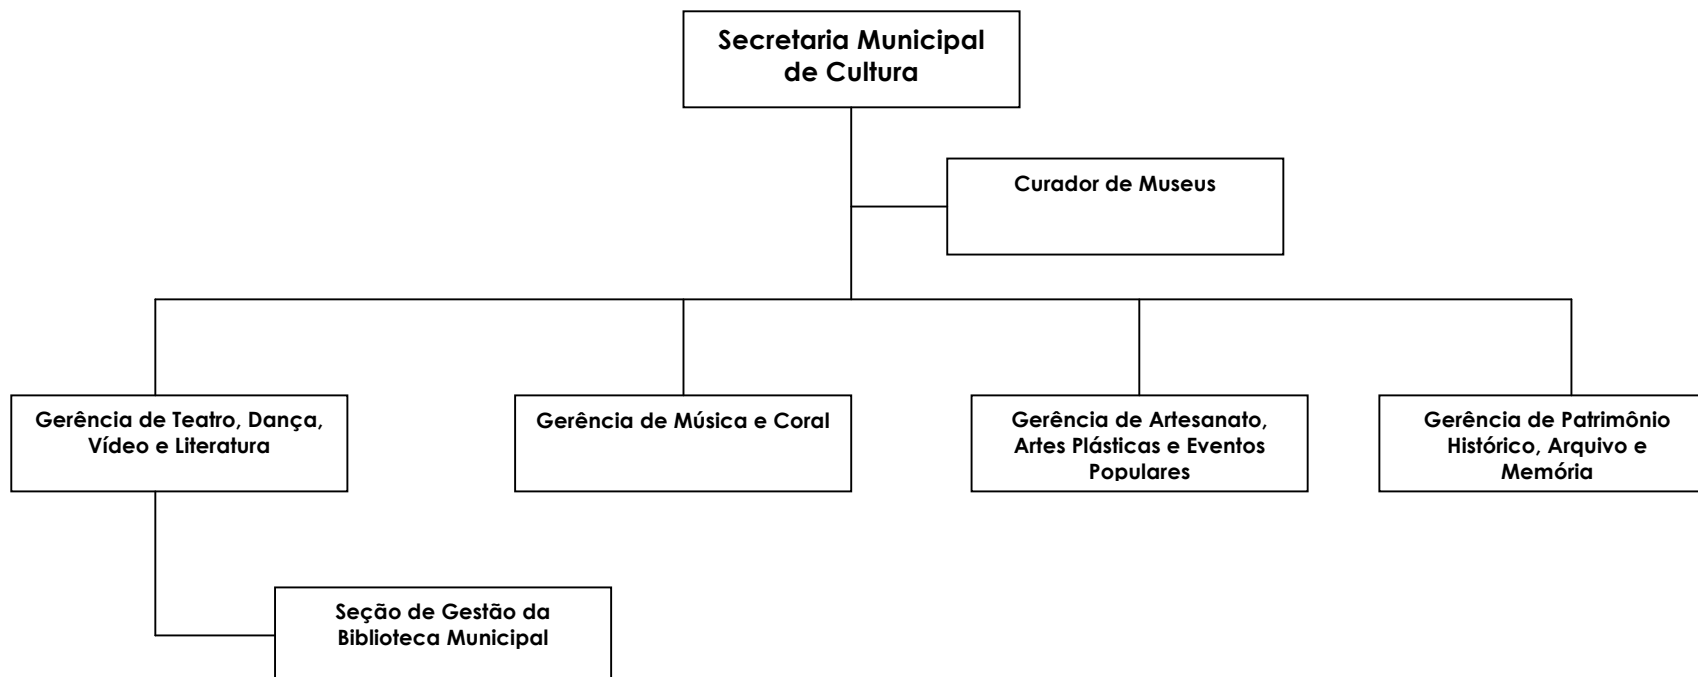 Secretaria Municipal
de Cultura
Curador de Museus
Gerência de Teatro, Dança,
Vídeo e Literatura
Gerência de Música e Coral
Gerência de Artesanato,
Artes Plásticas e Eventos
Populares
Gerência de Patrimônio
Histórico, Arquivo e
Memória
Seção de Gestão da
Biblioteca Municipal